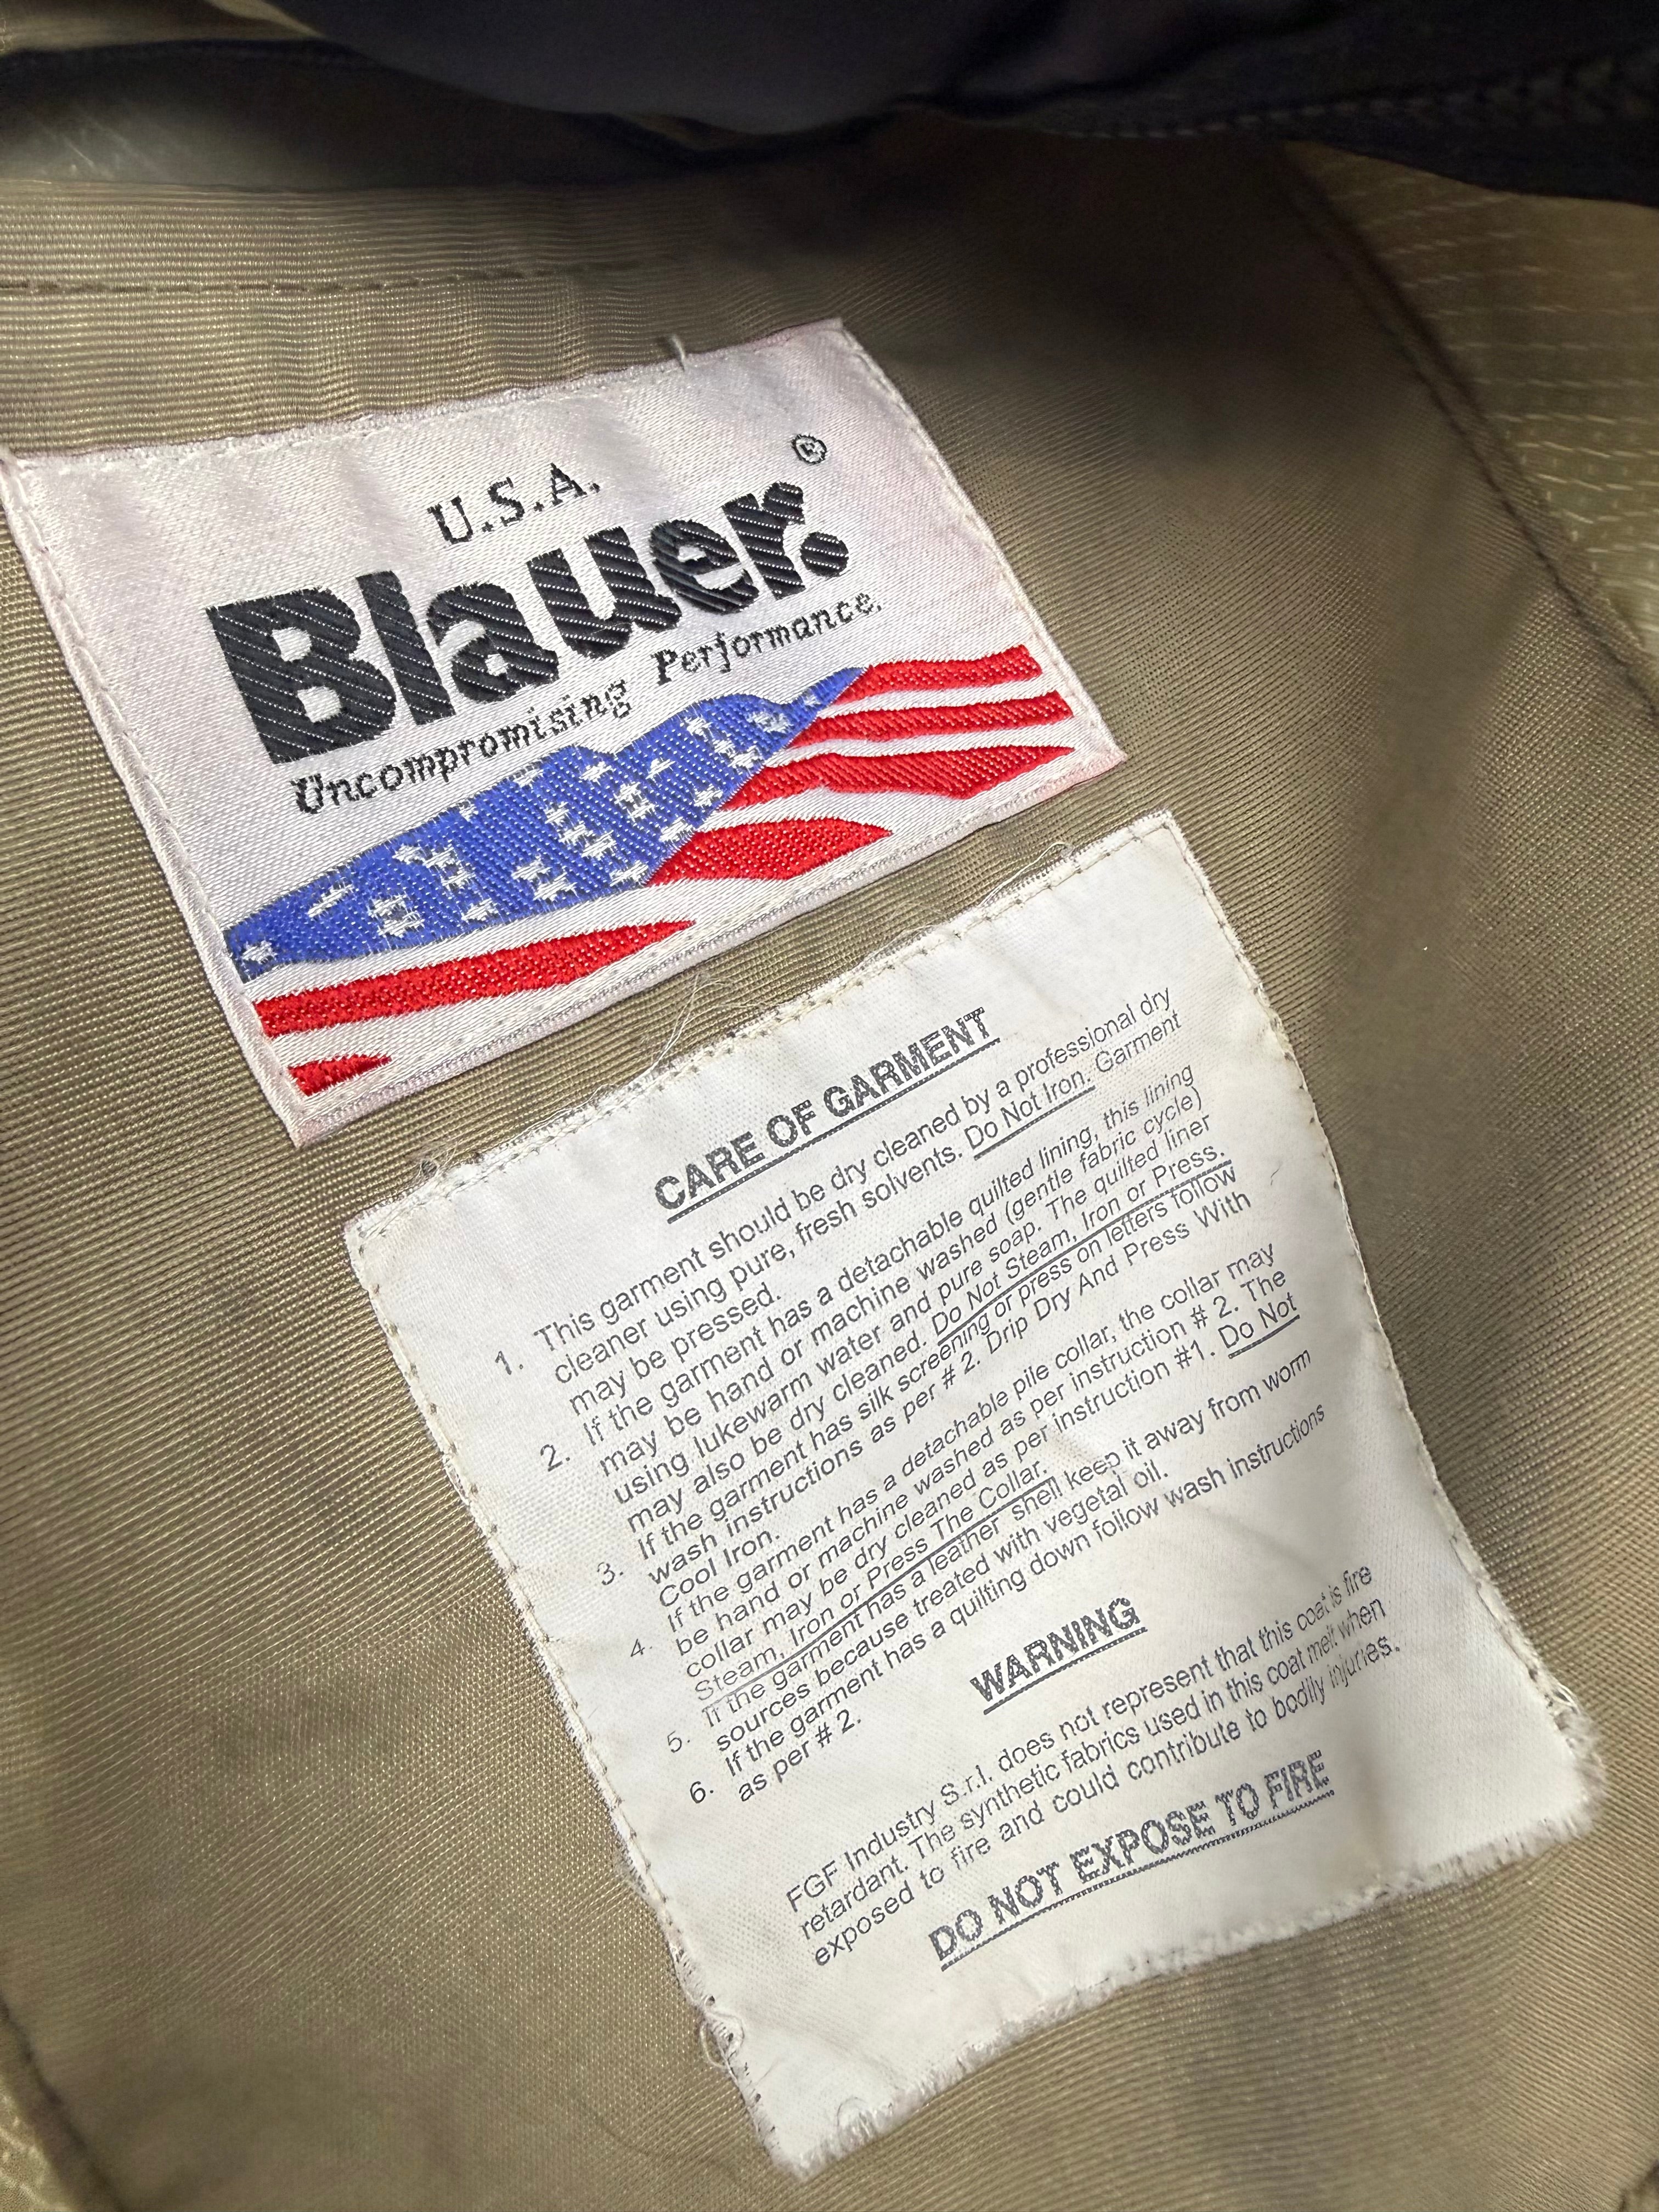 U.S.A.
®
Blauer.
Uncompromising Performance.
CARE OF GARMENT
1. This garment should be dry cleaned by a professional dry
cleaner using pure, fresh solvents. Do Not Iron. Garment
may be pressed.
2. If the garment has a detachable quilted lining, this lining
may be hand or machine washed (gentle fabric cycle)
using lukewarm water and pure soap. The quilted liner
may also be dry cleaned. Do Not Steam, Iron or Press.
3. If the garment has silk screening or press on letters follow
wash instructions as per # 2. Drip Dry And Press With
Cool Iron.
4. If the garment has a detachable pile collar, the collar may
be hand or machine washed as per instruction # 2. The
collar may be dry cleaned as per instruction #1. Do Not
Steam, Iron or Press The Collar.
5. If the garment has a leather shell keep it away from worm
sources because treated with vegetal oil.
6. If the garment has a quilting down follow wash instructions
as per # 2.
WARNING
FGF Industry S.r.l. does not represent that this coat is fire
retardant. The synthetic fabrics used in this coat melt when
exposed to fire and could contribute to bodily injuries.
DO NOT EXPOSE TO FIRE